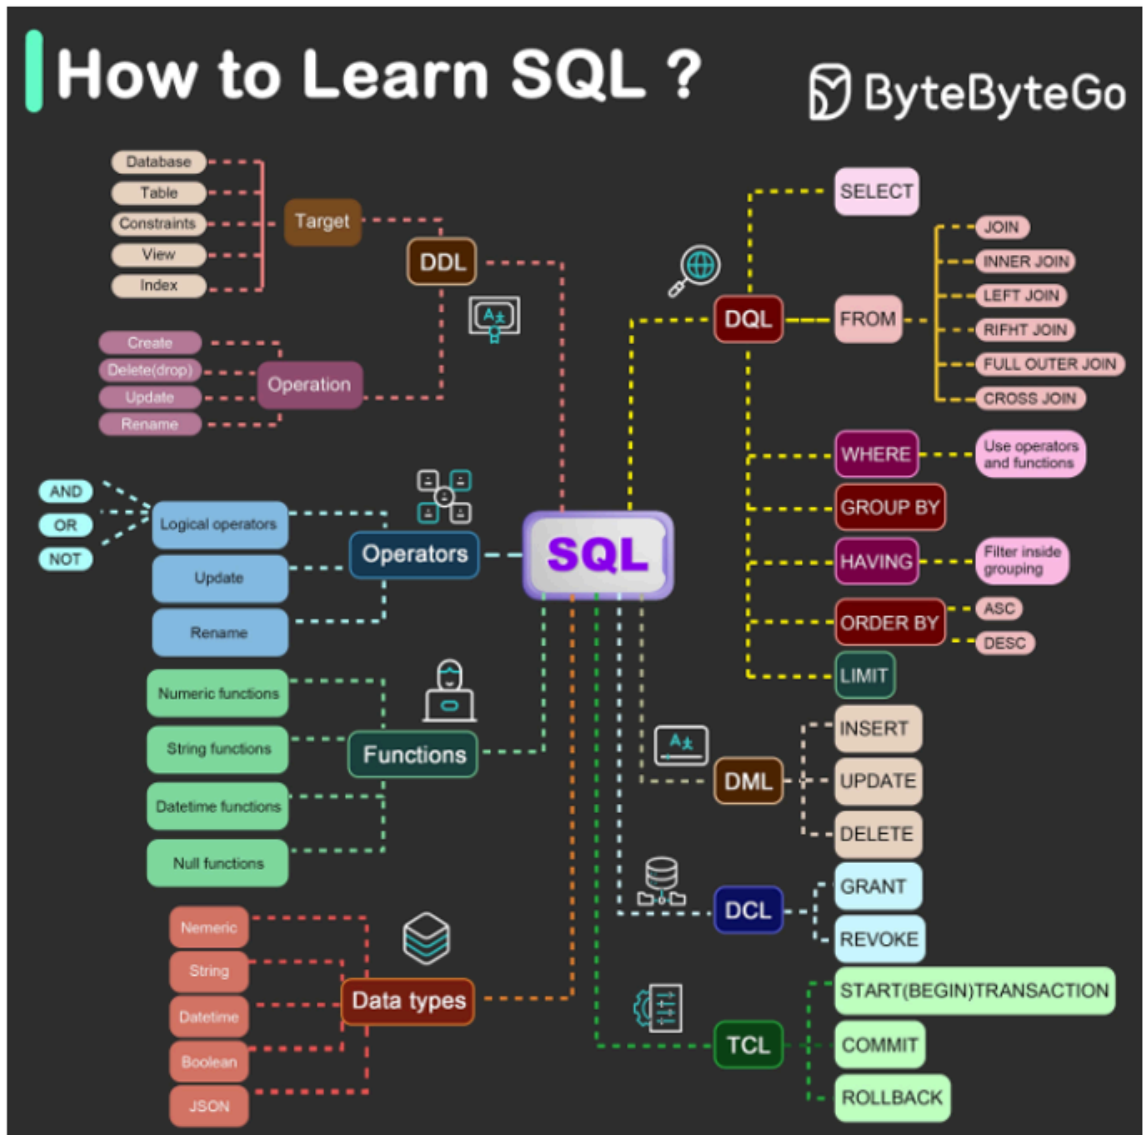 How to Learn SQL ?
ByteByteGo
Database
Table
Constraints
View
Index
Target
DDL
Create
Delete(drop)
Update
Rename
Operation
AND
OR
NOT
Logical operators
Update
Rename
Operators
SQL
Numeric functions
String functions
Datetime functions
Null functions
Functions
Nemeric
String
Datetime
Boolean
JSON
Data types
DQL
SELECT
FROM
JOIN
INNER JOIN
LEFT JOIN
RIFHT JOIN
FULL OUTER JOIN
CROSS JOIN
WHERE
Use operators
and functions
GROUP BY
HAVING
Filter inside
grouping
ORDER BY
ASC
DESC
LIMIT
DML
INSERT
UPDATE
DELETE
DCL
GRANT
REVOKE
TCL
START(BEGIN)TRANSACTION
COMMIT
ROLLBACK